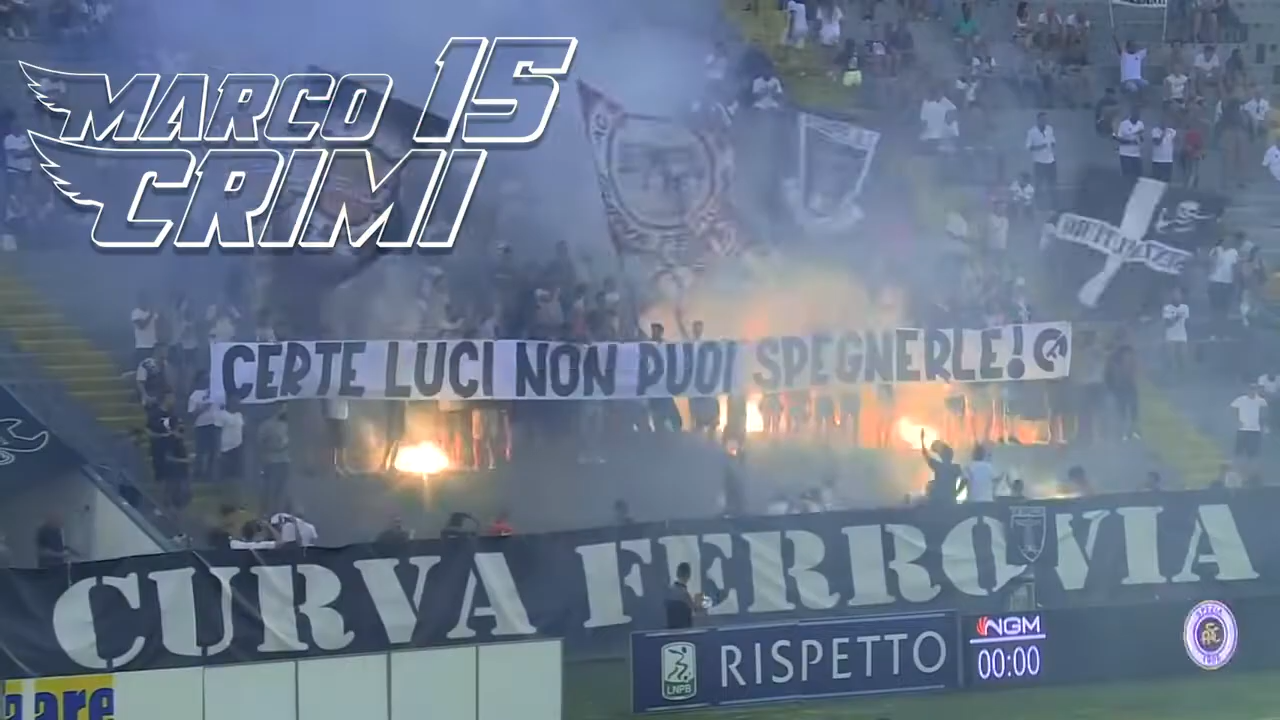 MARCO 15
CRIMI
CERTE LUCI NON PUOI SPEGNERLE!
CURVA FERROVIA
LNPB
RISPETTO
NGM
00:00